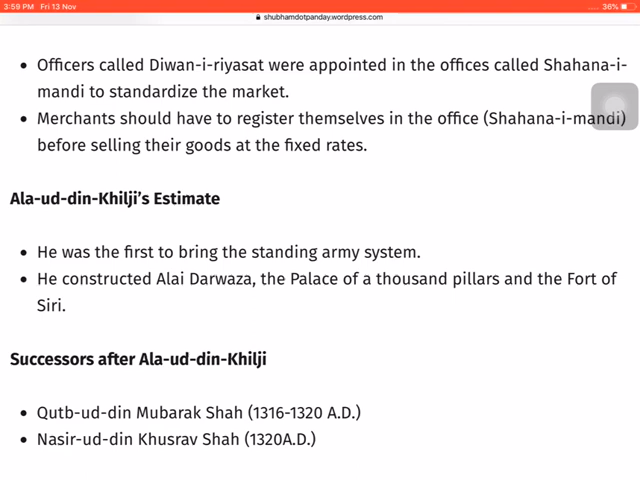 3:59 PM Fri 13 Nov 36%
shubhamdotpanday.wordpress.com
• Officers called Diwan-i-riyasat were appointed in the offices called Shahana-i-
mandi to standardize the market.
• Merchants should have to register themselves in the office (Shahana-i-mandi)
before selling their goods at the fixed rates.
Ala-ud-din-Khilji’s Estimate
• He was the first to bring the standing army system.
• He constructed Alai Darwaza, the Palace of a thousand pillars and the Fort of
Siri.
Successors after Ala-ud-din-Khilji
• Qutb-ud-din Mubarak Shah (1316-1320 A.D.)
• Nasir-ud-din Khusrav Shah (1320A.D.)